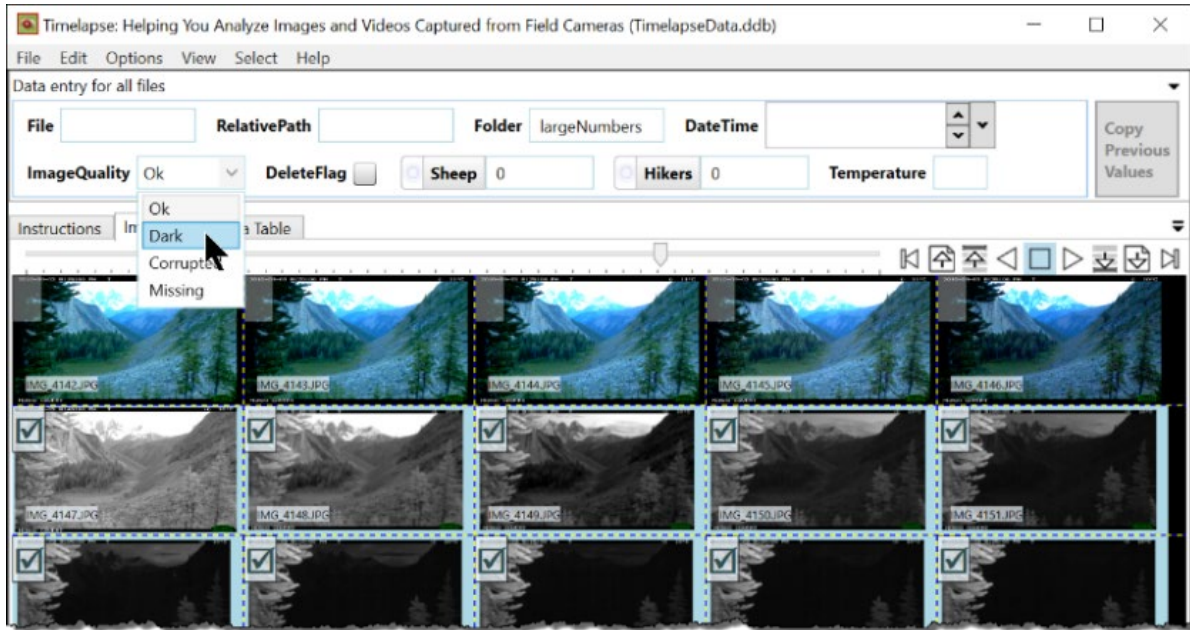 Timelapse: Helping You Analyze Images and Videos Captured from Field Cameras (TimelapseData.ddb)
File Edit Options View Select Help
Data entry for all files
File RelativePath Folder largeNumbers DateTime
Copy
Previous
Values
ImageQuality Ok DeleteFlag Sheep 0 Hikers 0 Temperature
Ok
Instructions Table
Dark
Corrupte
Missing
IMG_4142.JPG IMG_4143.JPG IMG_4144.JPG IMG_4145.JPG IMG_4146.JPG
IMG_4147.JPG IMG_4148.JPG IMG_4149.JPG IMG_4150.JPG IMG_4151.JPG